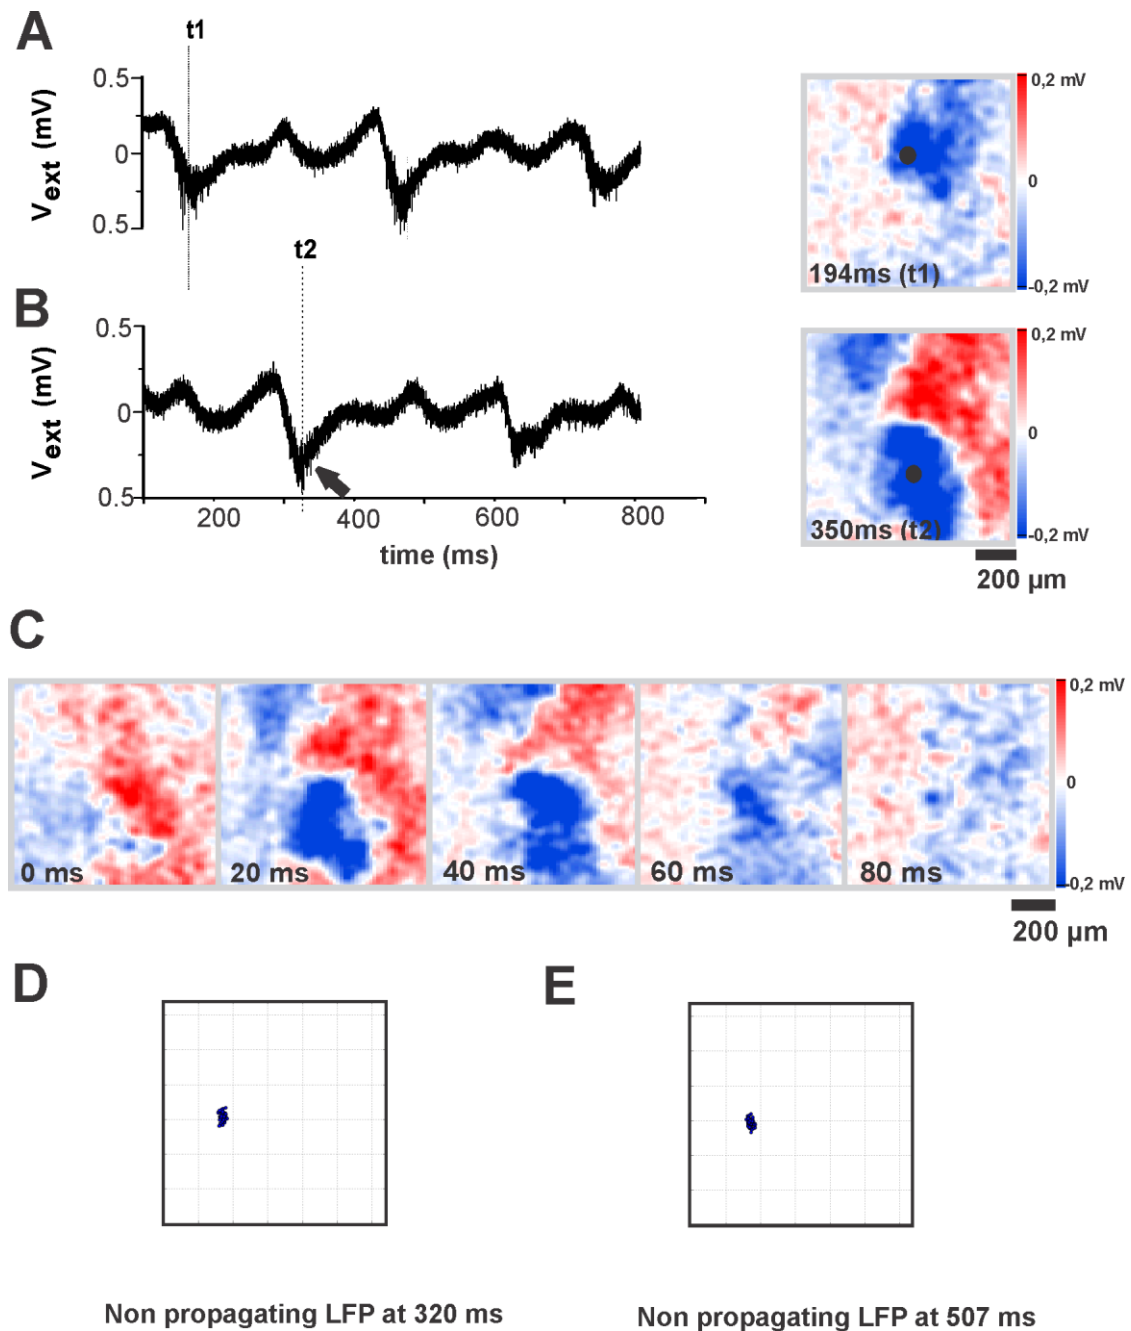 A
t1
0.5
0
0.5
Vext (mV)
0,2 mV
0
-0,2 mV
194ms (t1)
t2
B
0.5
0
0.5
Vext (mV)
200
400
600
800
time (ms)
0,2 mV
0
-0,2 mV
350ms (t2)
200 µm
C
0 ms
20 ms
40 ms
60 ms
80 ms
0,2 mV
0
-0,2 mV
200 µm
D
E
Non propagating LFP at 320 ms
Non propagating LFP at 507 ms